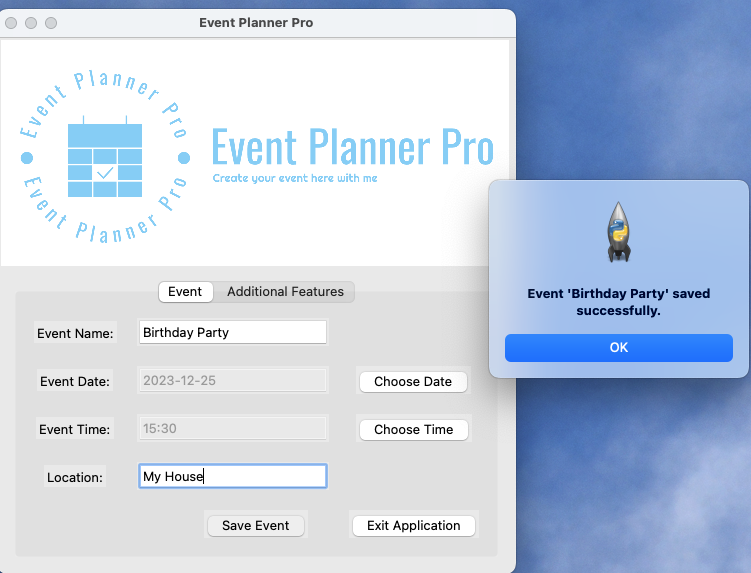 Event Planner Pro
Event Planner Pro
Event Planner Pro
Event Planner Pro
Create your event here with me
Event 'Birthday Party' saved
successfully.
OK
Event Additional Features
Event Name: Birthday Party
Event Date: 2023-12-25 Choose Date
Event Time: 15:30 Choose Time
Location: My House
Save Event Exit Application